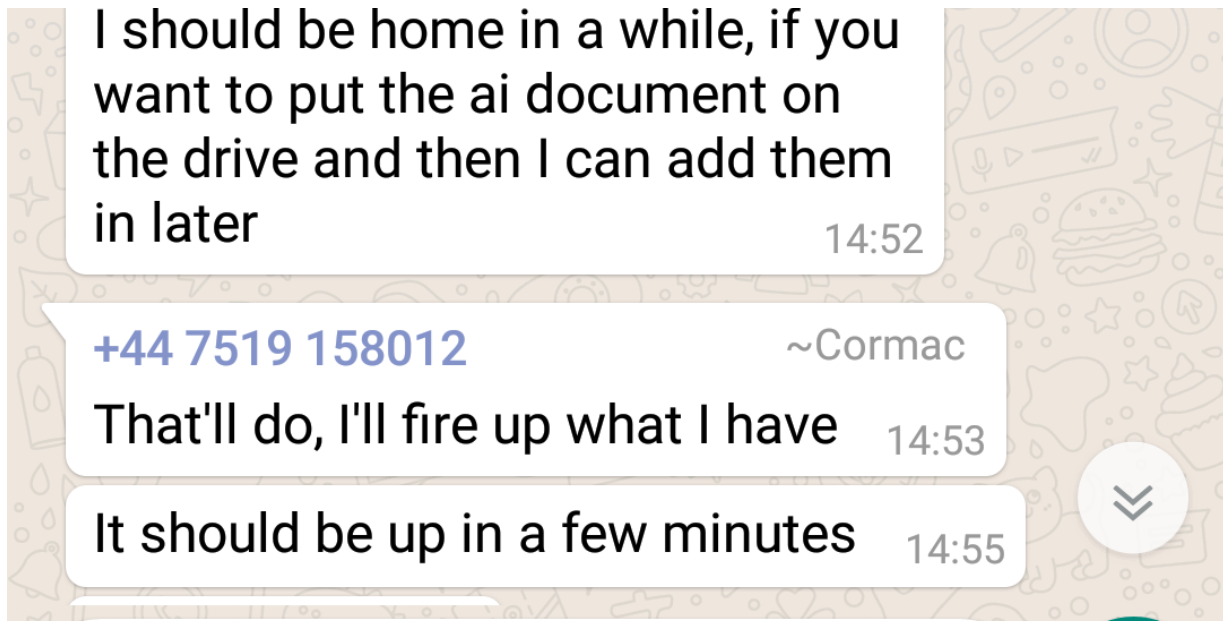 I should be home in a while, if you
want to put the ai document on
the drive and then I can add them
in later
14:52
+44 7519 158012 ~Cormac
That'll do, I'll fire up what I have 14:53
It should be up in a few minutes 14:55